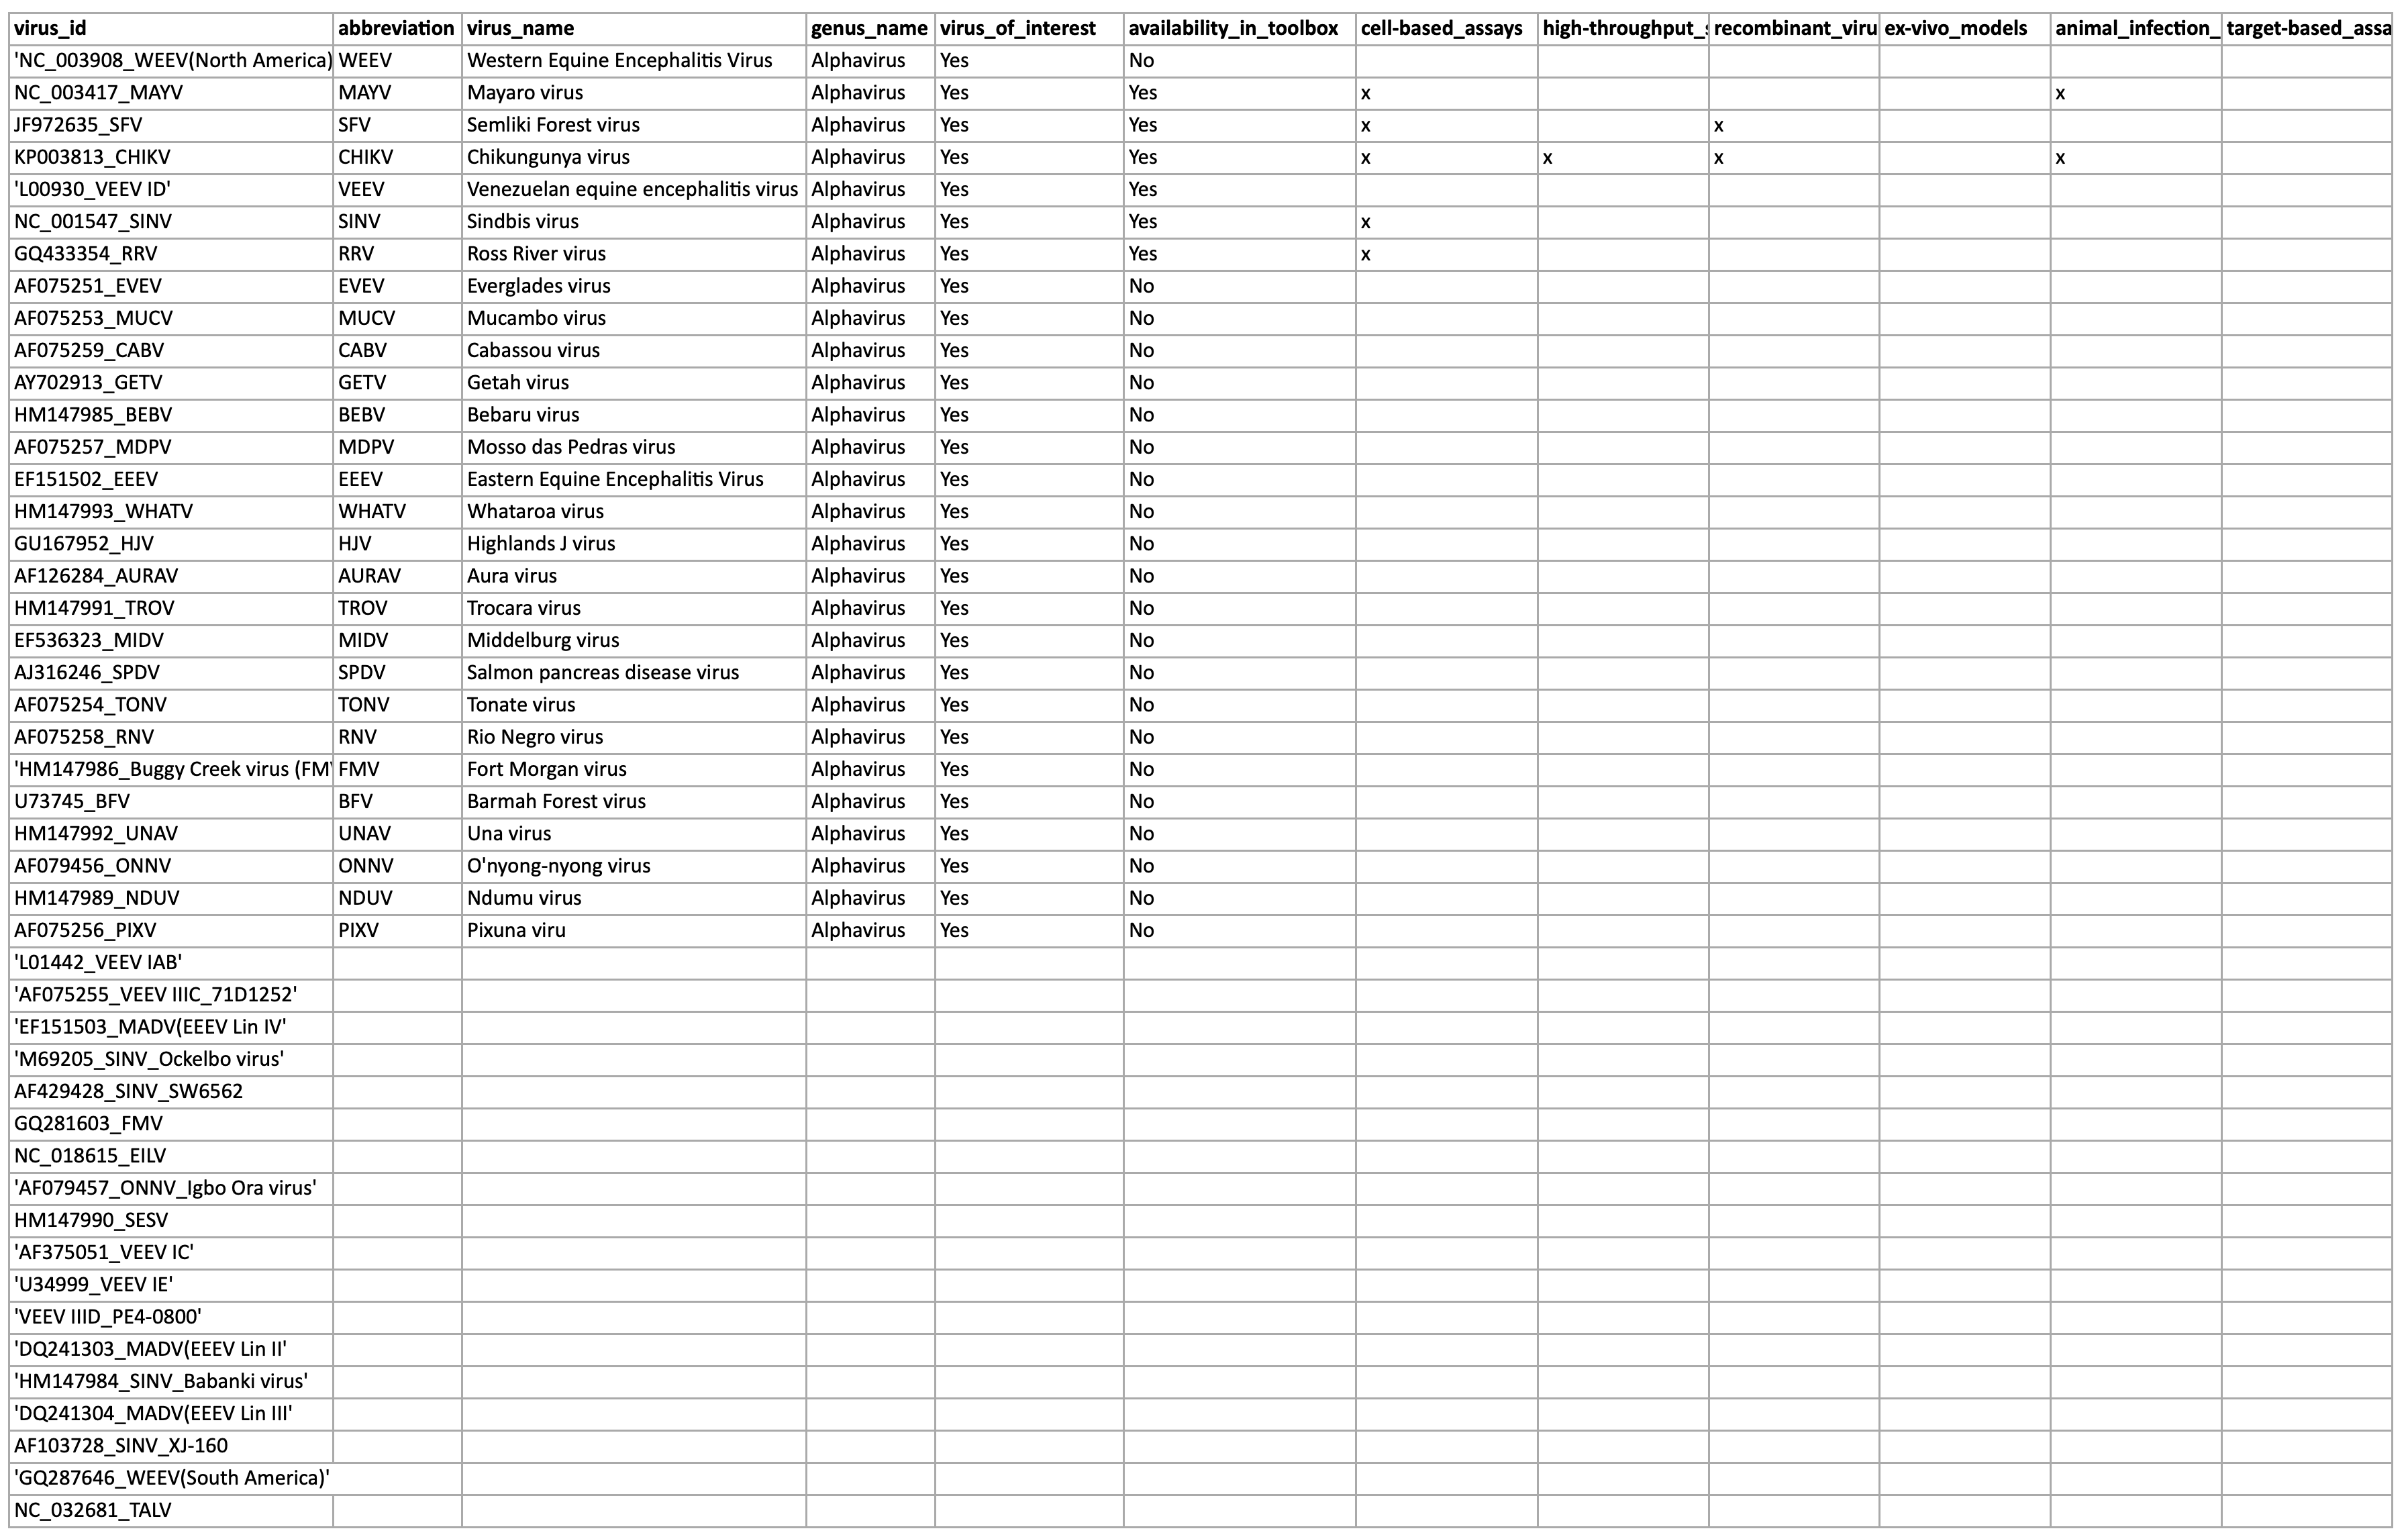 virus_id abbreviation virus_name genus_name virus_of_interest availability_in_toolbox cell-based_assays high-throughput_s recombinant_viru ex-vivo_models animal_infection_ target-based_assa
'NC_003908_WEEV(North America) WEEV Western Equine Encephalitis Virus Alphavirus Yes No
NC_003417_MAYV MAYV Mayaro virus Alphavirus Yes Yes x x
JF972635_SFV SFV Semliki Forest virus Alphavirus Yes Yes x x
KP003813_CHIKV CHIKV Chikungunya virus Alphavirus Yes Yes x x x x
'L00930_VEEV ID' VEEV Venezuelan equine encephalitis virus Alphavirus Yes Yes
NC_001547_SINV SINV Sindbis virus Alphavirus Yes Yes x
GQ433354_RRV RRV Ross River virus Alphavirus Yes Yes x
AF075251_EVEV EVEV Everglades virus Alphavirus Yes No
AF075253_MUCV MUCV Mucambo virus Alphavirus Yes No
AF075259_CABV CABV Cabassou virus Alphavirus Yes No
AY702913_GETV GETV Getah virus Alphavirus Yes No
HM147985_BEBV BEBV Bebaru virus Alphavirus Yes No
AF075257_MDPV MDPV Mosso das Pedras virus Alphavirus Yes No
EF151502_EEEV EEEV Eastern Equine Encephalitis Virus Alphavirus Yes No
HM147993_WHATV WHATV Whataroa virus Alphavirus Yes No
GU167952_HJV HJV Highlands J virus Alphavirus Yes No
AF126284_AURAV AURAV Aura virus Alphavirus Yes No
HM147991_TROV TROV Trocara virus Alphavirus Yes No
EF536323_MIDV MIDV Middelburg virus Alphavirus Yes No
AJ316246_SPDV SPDV Salmon pancreas disease virus Alphavirus Yes No
AF075254_TONV TONV Tonate virus Alphavirus Yes No
AF075258_RNV RNV Rio Negro virus Alphavirus Yes No
'HM147986_Buggy Creek virus (FMV FMV Fort Morgan virus Alphavirus Yes No
U73745_BFV BFV Barmah Forest virus Alphavirus Yes No
HM147992_UNAV UNAV Una virus Alphavirus Yes No
AF079456_ONNV ONNV O'nyong-nyong virus Alphavirus Yes No
HM147989_NDUV NDUV Ndumu virus Alphavirus Yes No
AF075256_PIXV PIXV Pixuna viru Alphavirus Yes No
'L01442_VEEV IAB'
'AF075255_VEEV IIIC_71D1252'
'EF151503_MADV(EEEV Lin IV'
'M69205_SINV_Ockelbo virus'
AF429428_SINV_SW6562
GQ281603_FMV
NC_018615_EILV
'AF079457_ONNV_Igbo Ora virus'
HM147990_SESV
'AF375051_VEEV IC'
'U34999_VEEV IE'
'VEEV IIID_PE4-0800'
'DQ241303_MADV(EEEV Lin II'
'HM147984_SINV_Babanki virus'
'DQ241304_MADV(EEEV Lin III'
AF103728_SINV_XJ-160
'GQ287646_WEEV(South America)'
NC_032681_TALV